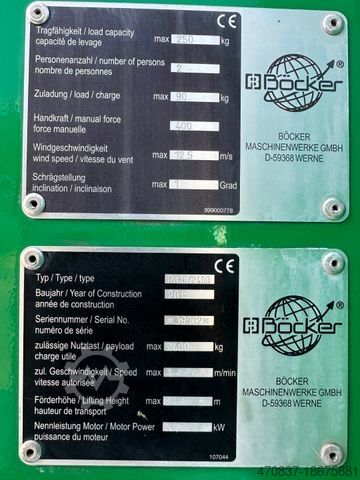 CE
Tragfähigkeit / load capacity
capacité de levage max 250 kg
Personenanzahl / number of persons
nombre de personnes max 2
Zuladung / load / charge max 90 kg
Handkraft / manual force
force manuelle max 400
Windgeschwindigkeit
wind speed / vitesse du vent max 12,5 m/s
Schrägstellung
inclination / inclinaison max 1 Grad
999000778
Böcker
BÖCKER
MASCHINENWERKE GMBH
D-59368 WERNE
CE
Typ / Type / type
Baujahr / Year of Construction
année de construction
Seriennummer / Serial No.
numéro de série
zulässige Nutzlast / payload
charge utile max kg
zul. Geschwindigkeit / Speed
vitesse autorisée max m/min
Förderhöhe / Lifting Height
hauteur de transport max m
Nennleistung Motor / Motor Power
puissance du moteur kW
107044
Böcker
BÖCKER
MASCHINENWERKE GMBH
D-59368 WERNE
470837-18675881